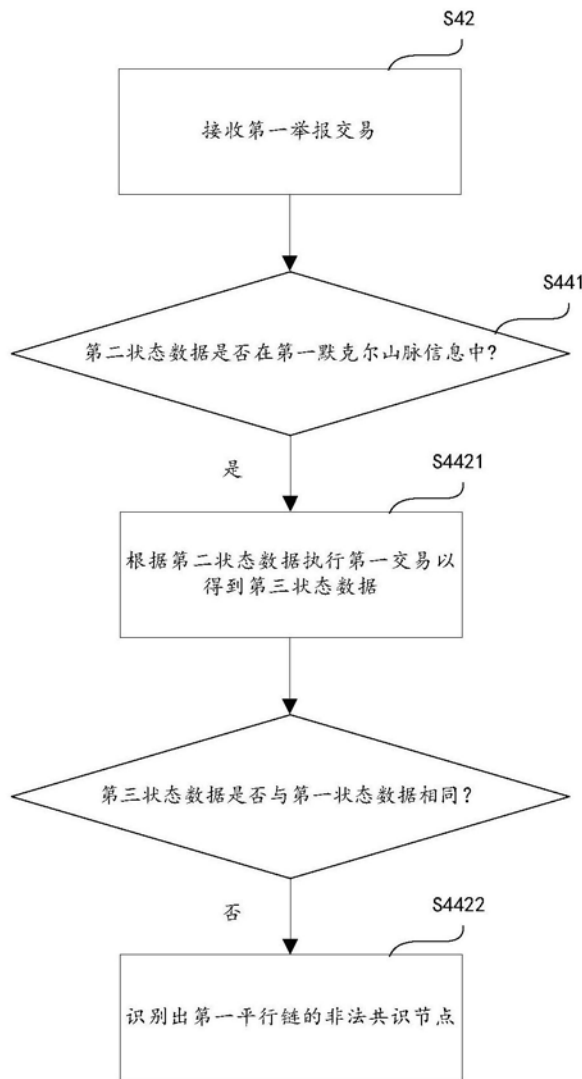 S42
接收第一举报交易
S441
第二状态数据是否在第一默克尔山脉信息中?
是
S4421
根据第二状态数据执行第一交易以
得到第三状态数据
第三状态数据是否与第一状态数据相同?
否
S4422
识别出第一平行链的非法共识节点